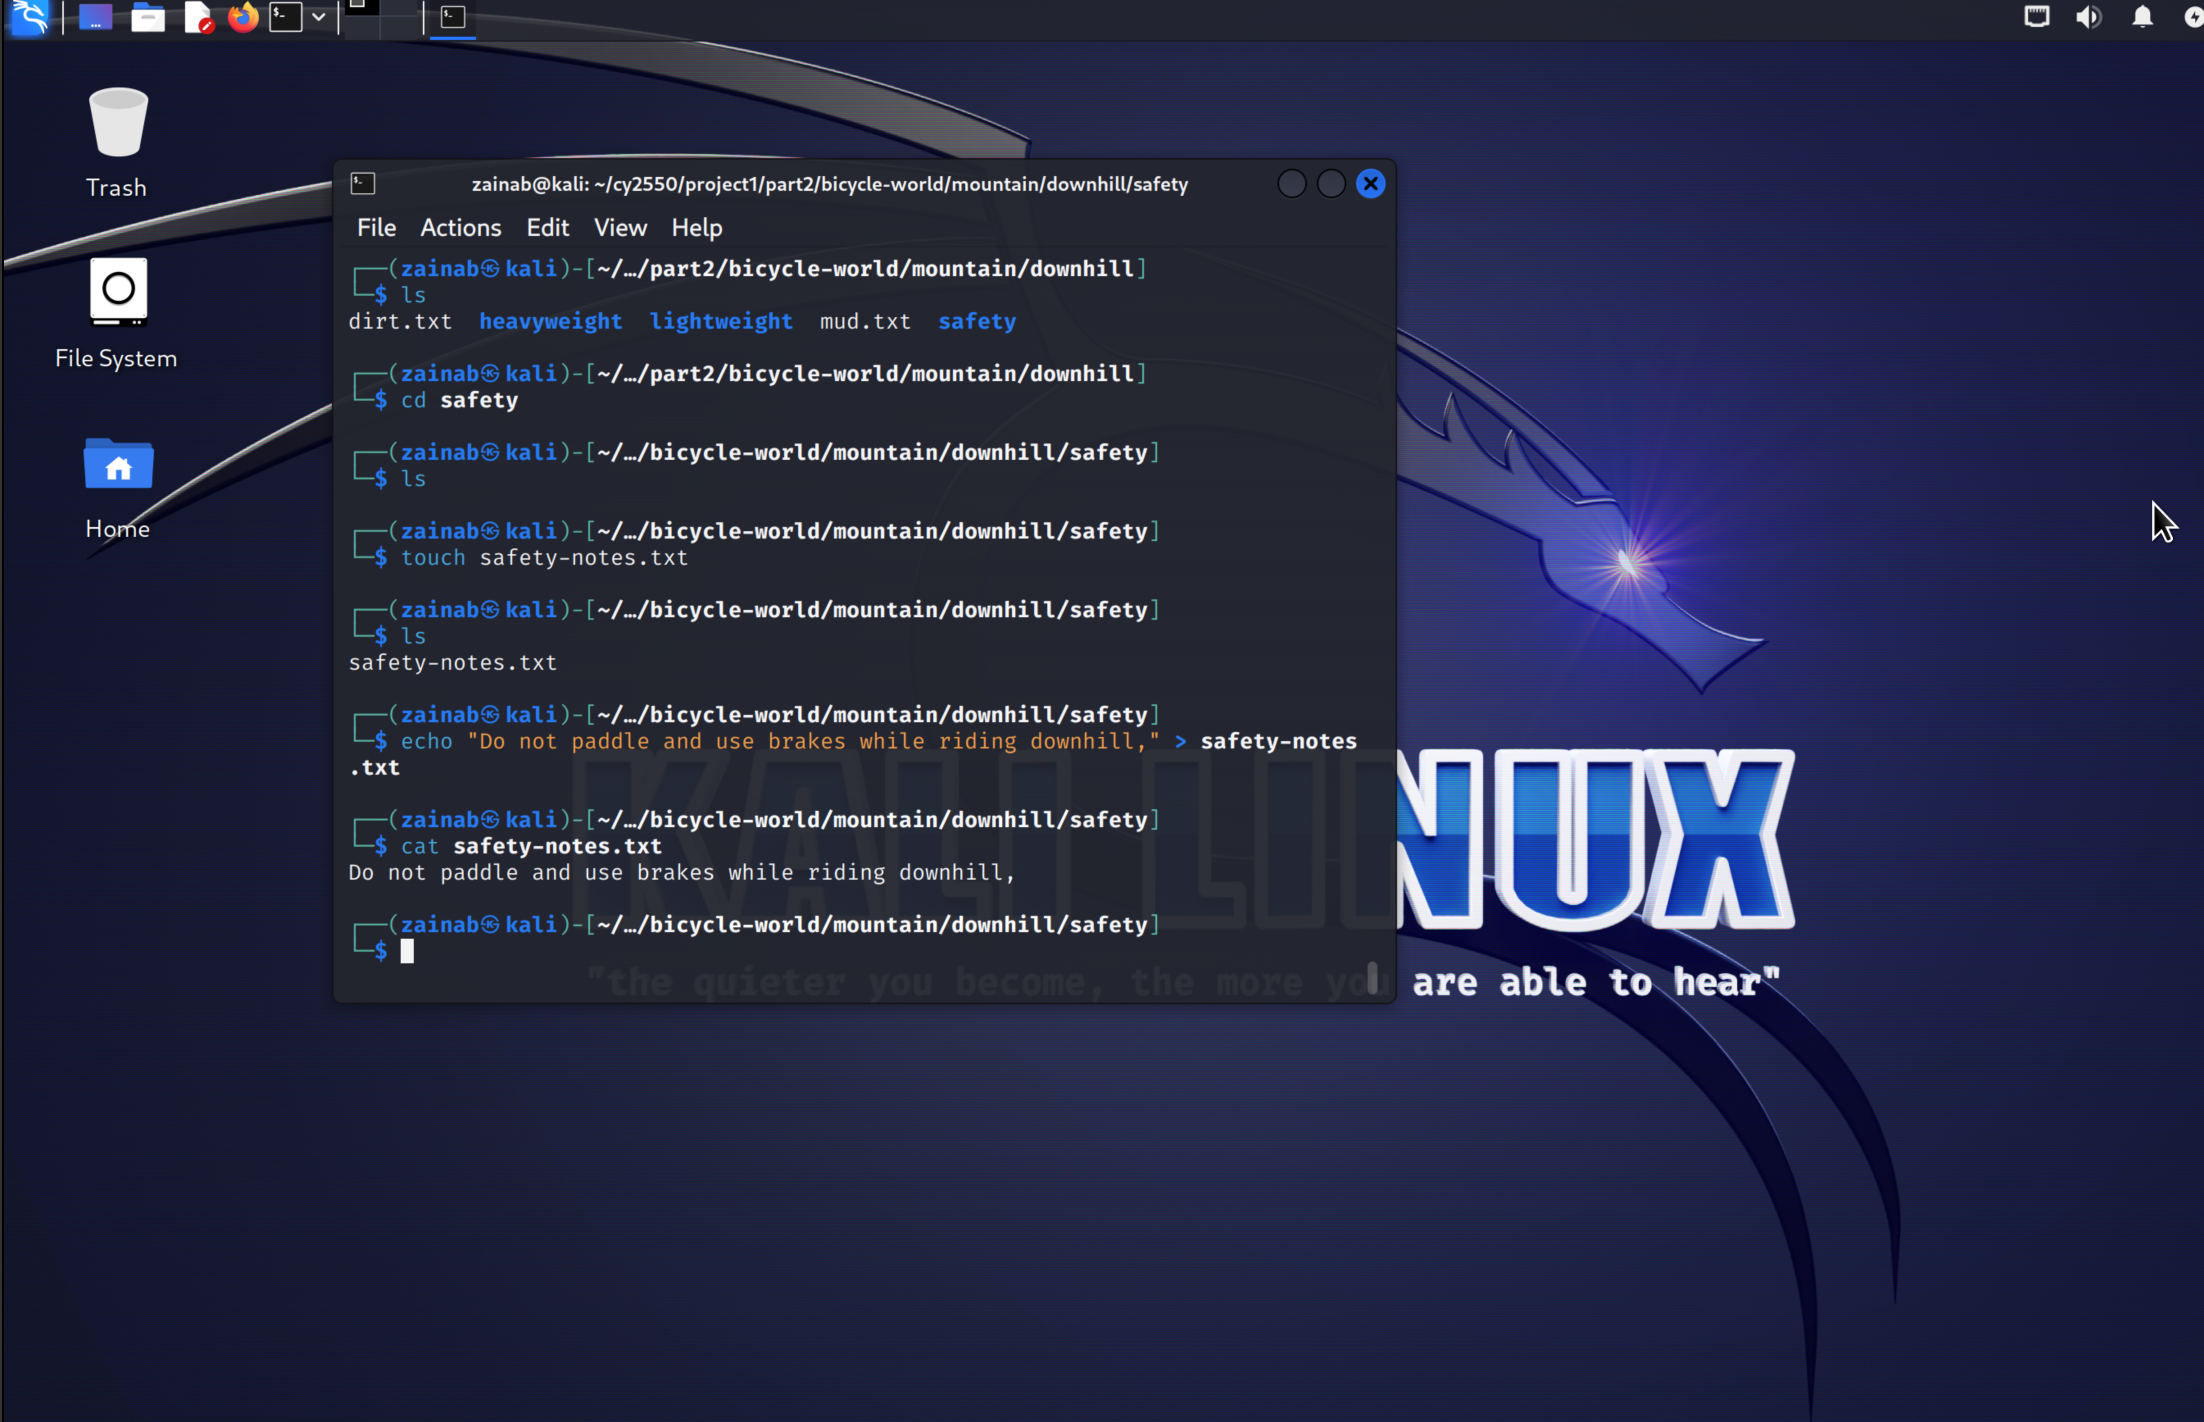 Trash
File System
Home
zainab@kali: ~/cy2550/project1/part2/bicycle-world/mountain/downhill/safety
File Actions Edit View Help
┌──(zainab㉿kali)-[~/…/part2/bicycle-world/mountain/downhill]
└─$ ls
dirt.txt heavyweight lightweight mud.txt safety
┌──(zainab㉿kali)-[~/…/part2/bicycle-world/mountain/downhill]
└─$ cd safety
┌──(zainab㉿kali)-[~/…/bicycle-world/mountain/downhill/safety]
└─$ ls
┌──(zainab㉿kali)-[~/…/bicycle-world/mountain/downhill/safety]
└─$ touch safety-notes.txt
┌──(zainab㉿kali)-[~/…/bicycle-world/mountain/downhill/safety]
└─$ ls
safety-notes.txt
┌──(zainab㉿kali)-[~/…/bicycle-world/mountain/downhill/safety]
└─$ echo "Do not paddle and use brakes while riding downhill," > safety-notes
.txt
┌──(zainab㉿kali)-[~/…/bicycle-world/mountain/downhill/safety]
└─$ cat safety-notes.txt
Do not paddle and use brakes while riding downhill,
┌──(zainab㉿kali)-[~/…/bicycle-world/mountain/downhill/safety]
└─$
KALI LINUX
"the quieter you become, the more you are able to hear"